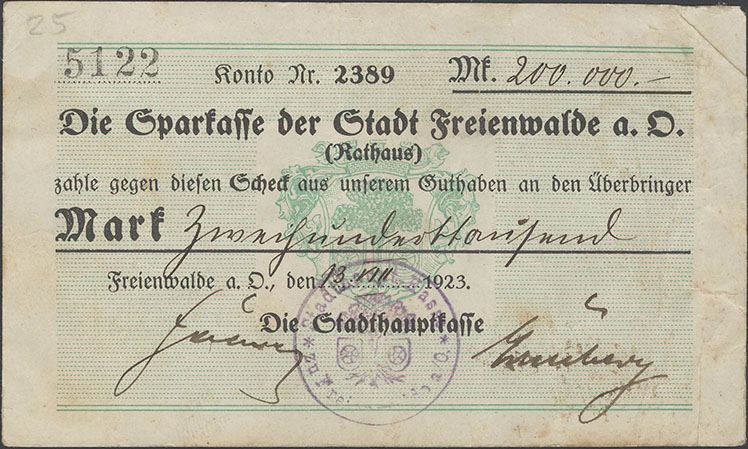 25
5122 Konto Nr. 2389 Mk. 200.000.-
Die Sparkasse der Stadt Freienwalde a. O.
(Rathaus)
zahle gegen diesen Scheck aus unserem Guthaben an den Überbringer
Mark Zweihunderttausend
Freienwalde a. O., den 13. VIII. 1923.
Die Stadthauptkasse